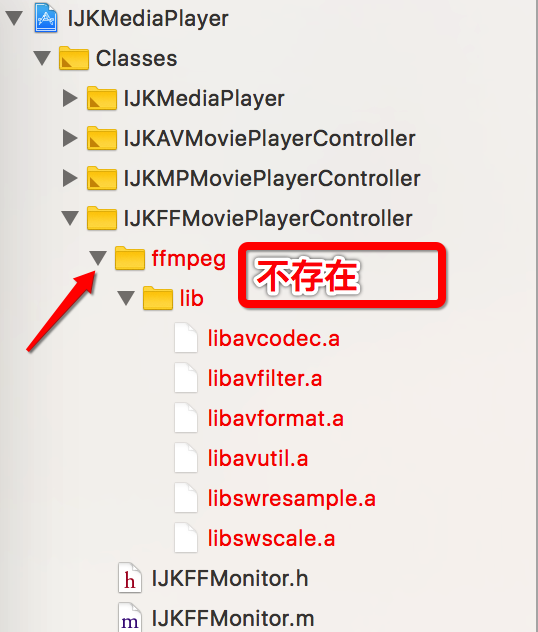 IJKMediaPlayer
Classes
IJKMediaPlayer
IJKAVMoviePlayerController
IJKMPMoviePlayerController
IJKFFMoviePlayerController
ffmpeg 不存在
lib
libavcodec.a
libavfilter.a
libavformat.a
libavutil.a
libswresample.a
libswscale.a
h IJKFFMonitor.h
m IJKFFMonitor.m